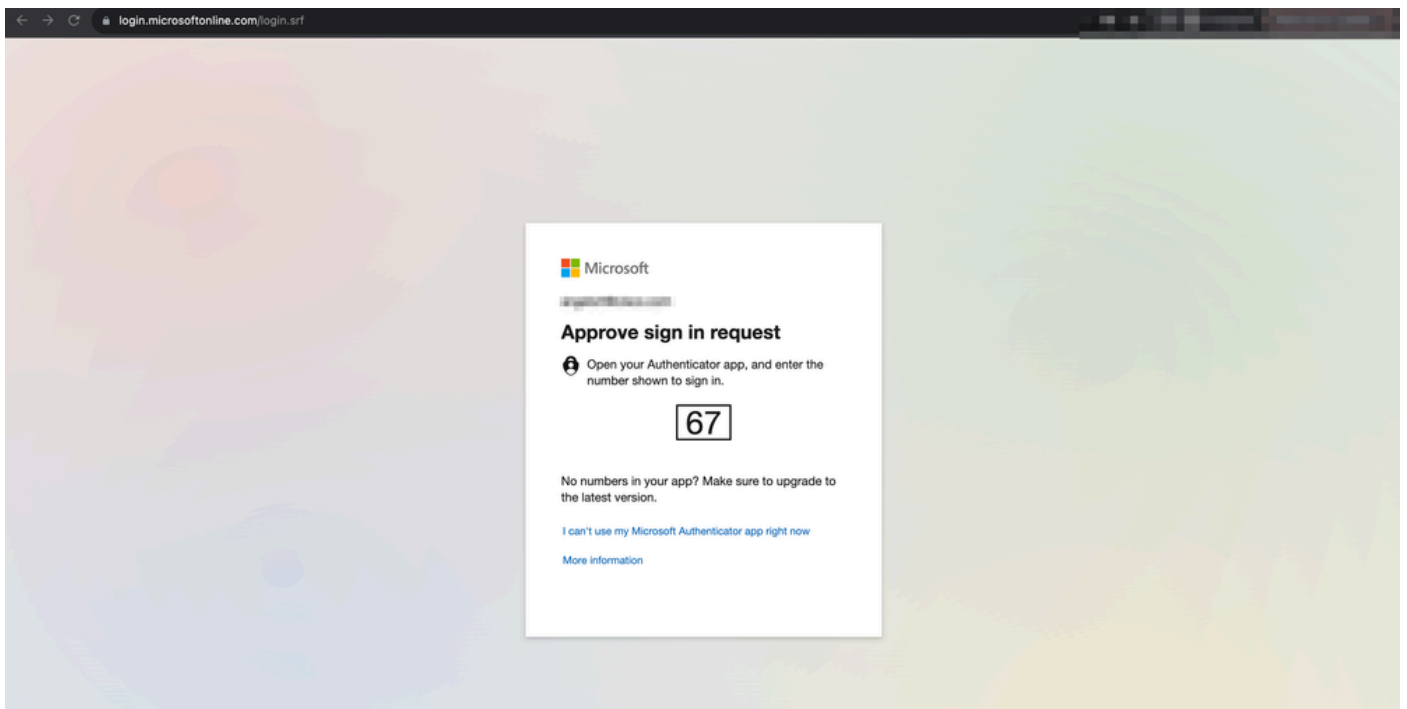 login.microsoftonline.com/login.srf
Microsoft
Approve sign in request
Open your Authenticator app, and enter the
number shown to sign in.
67
No numbers in your app? Make sure to upgrade to
the latest version.
I can't use my Microsoft Authenticator app right now
More information